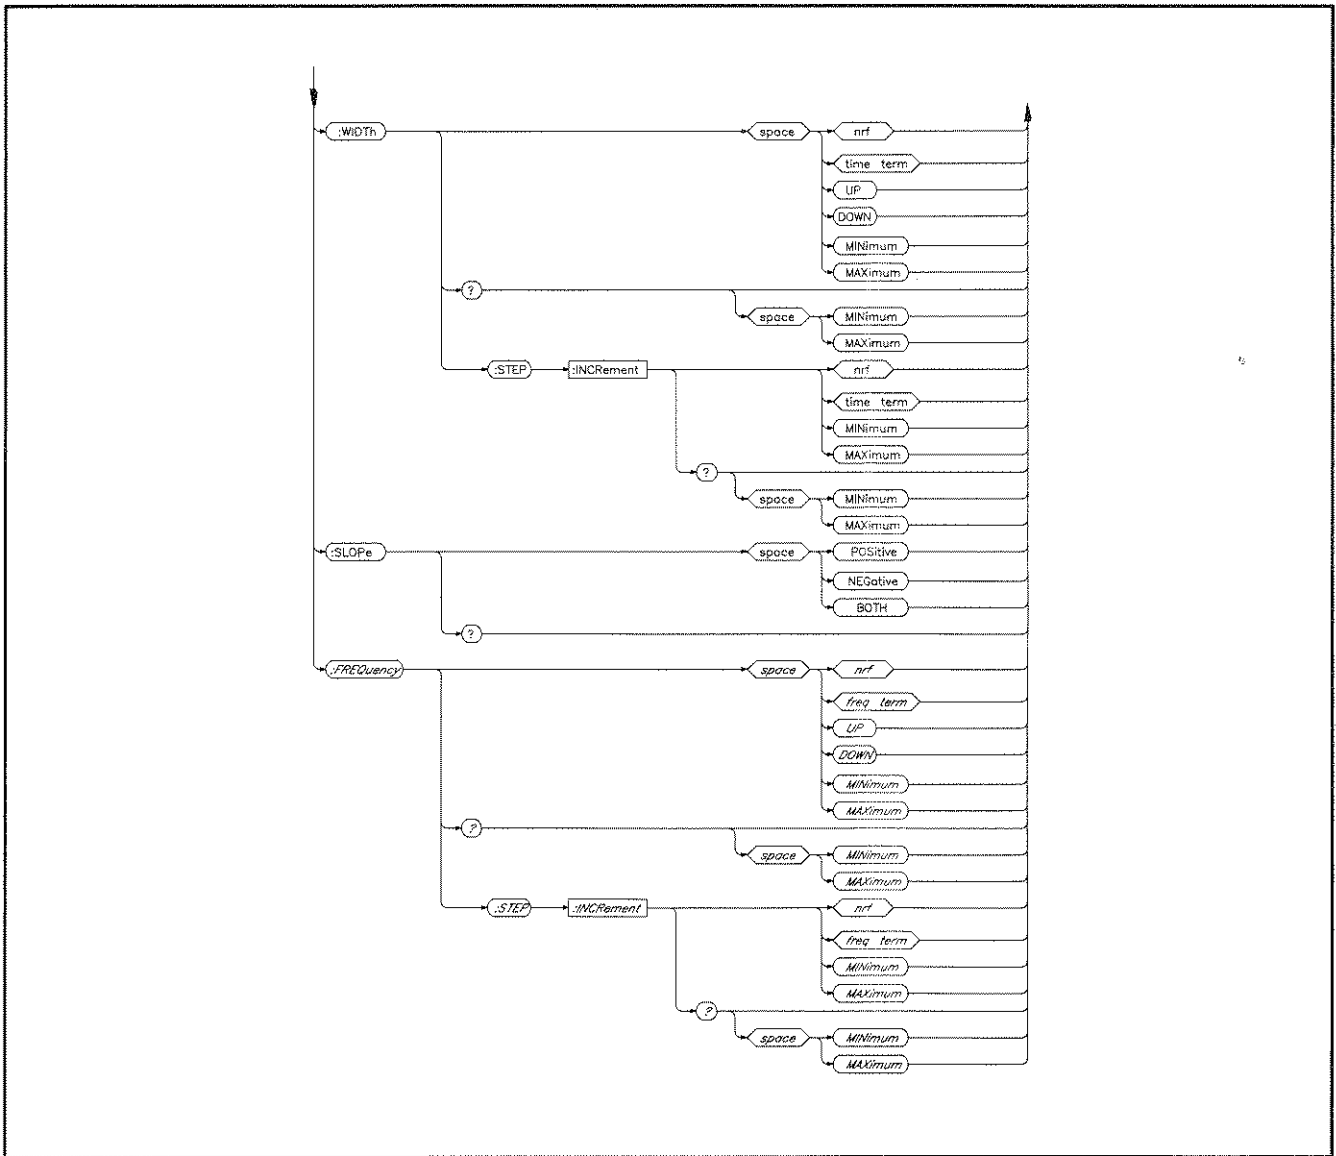 :WIDTh space nrf
time term
UP
DOWN
MINimum
MAXimum
?
space MINimum
MAXimum
:STEP :INCRement nrf
time term
MINimum
MAXimum
?
space MINimum
MAXimum
:SLOPe space POSitive
NEGative
BOTH
?
:FREQuency space nrf
freq term
UP
DOWN
MINimum
MAXimum
?
space MINimum
MAXimum
:STEP :INCRement nrf
freq term
MINimum
MAXimum
?
space MINimum
MAXimum